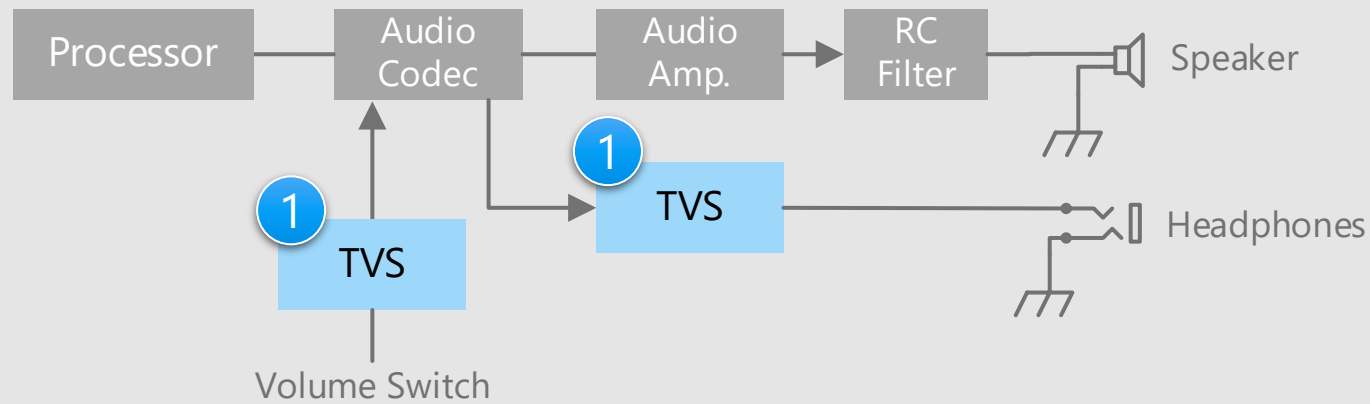 Processor
Audio
Codec
Audio
Amp.
RC
Filter
Speaker
1
TVS
Headphones
1
TVS
Volume Switch